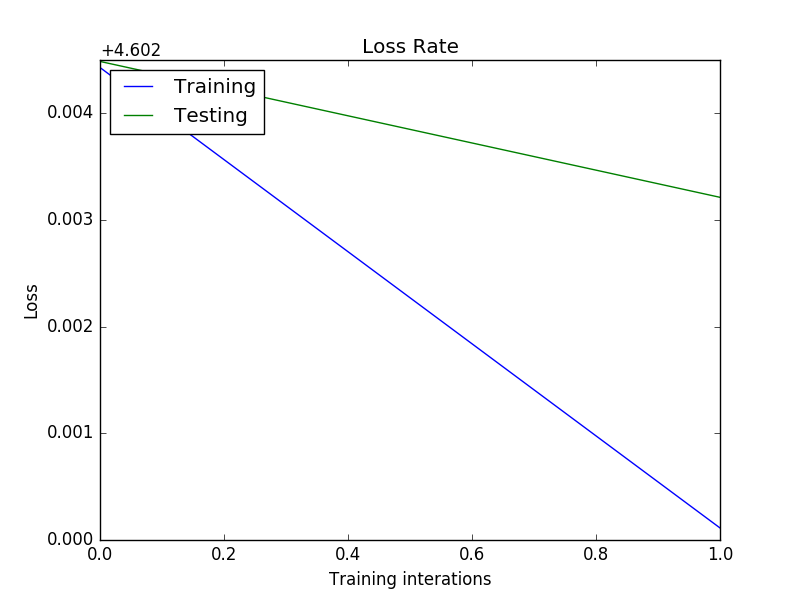 Loss Rate
+4.602
Training
Testing
0.004
0.003
0.002
0.001
0.000
Loss
0.0 0.2 0.4 0.6 0.8 1.0
Training interations